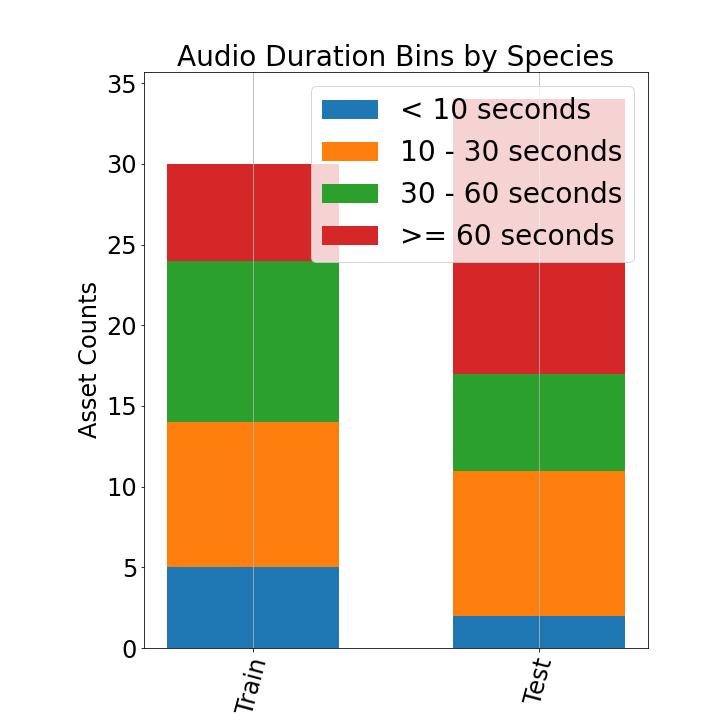 Audio Duration Bins by Species
< 10 seconds
10 - 30 seconds
30 - 60 seconds
>= 60 seconds
35
30
25
20
15
10
5
0
Asset Counts
Train
Test